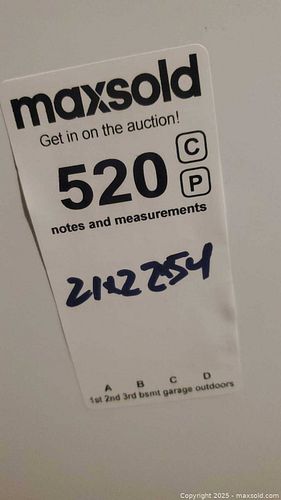 maxsold
Get in on the auction!
520 C
P
notes and measurements
A B C D
1st 2nd 3rd bsmt garage outdoors
Copyright 2025 - maxsold.com